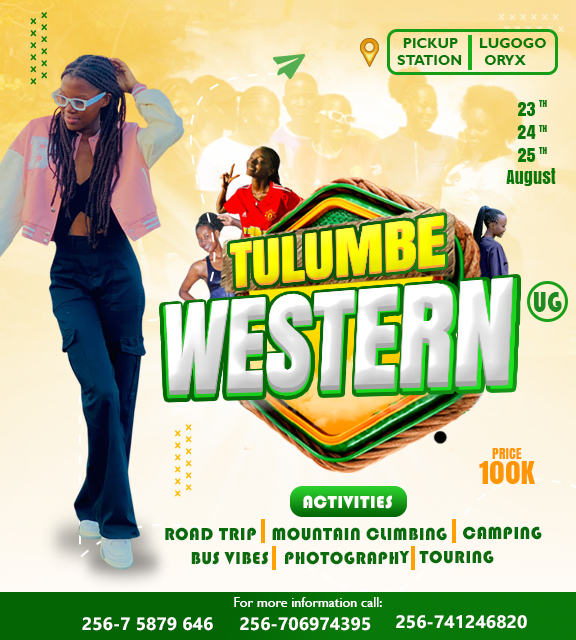 PICKUP STATION
LUGOGO ORYX
23 TH
24 TH
25 TH
August
TULUMBE
WESTERN
UG
PRICE
100K
ACTIVITIES
ROAD TRIP | MOUNTAIN CLIMBING | CAMPING
BUS VIBES | PHOTOGRAPHY | TOURING
For more information call:
256-7 5879 646 256-706974395 256-741246820